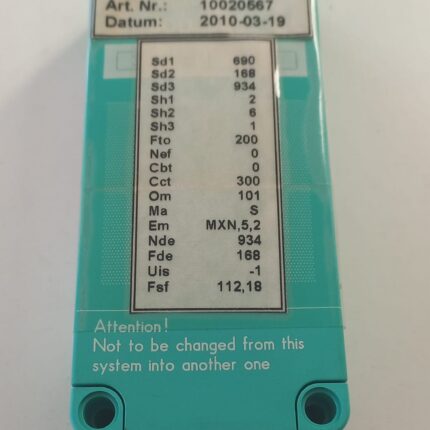 Art. Nr.: 10020567
Datum: 2010-03-19
Sd1 690
Sd2 168
Sd3 934
Sh1 2
Sh2 6
Sh3 1
Fto 200
Nef 0
Cbt 0
Cct 300
Om 101
Ma S
Em MXN,5,2
Nde 934
Fde 168
Uis -1
Fsf 112,18
Attention!
Not to be changed from this
system into another one